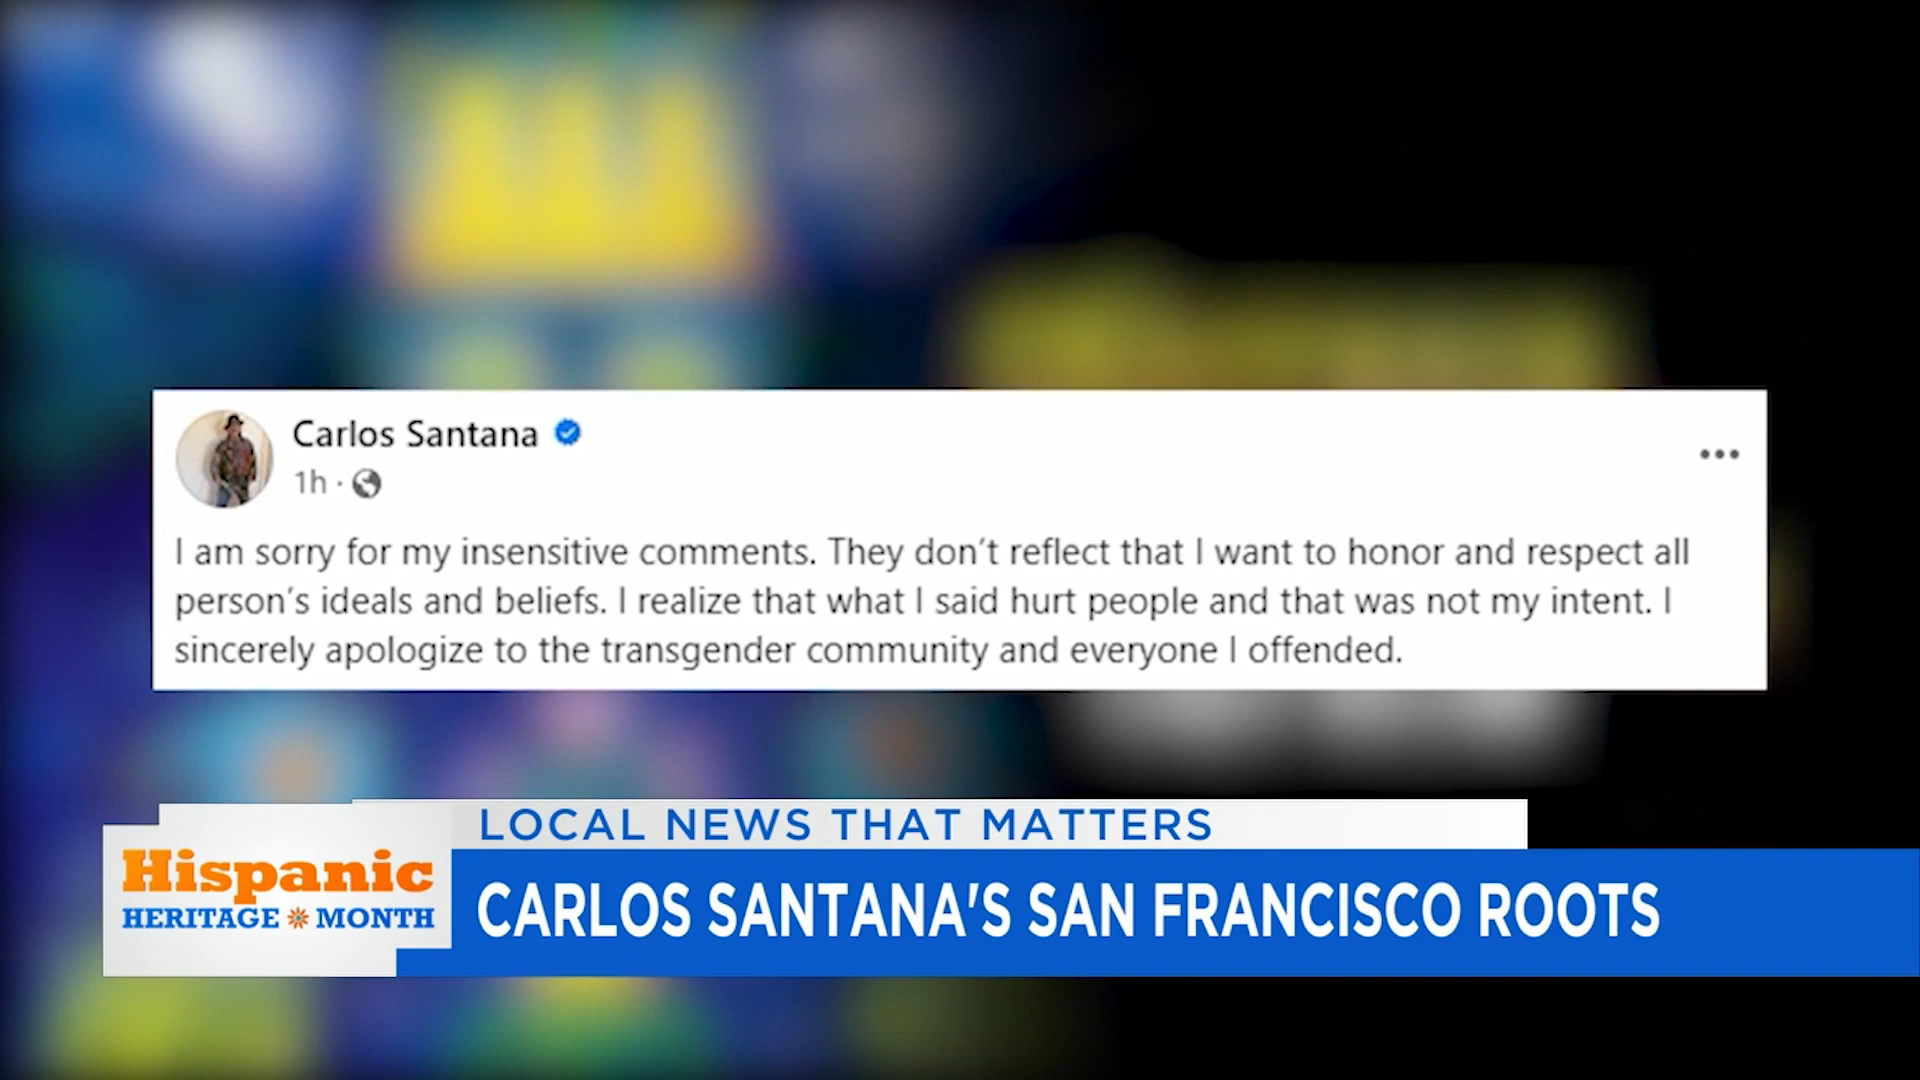 Carlos Santana
1h ·
I am sorry for my insensitive comments. They don't reflect that I want to honor and respect all
person's ideals and beliefs. I realize that what I said hurt people and that was not my intent. I
sincerely apologize to the transgender community and everyone I offended.
LOCAL NEWS THAT MATTERS
Hispanic
HERITAGE MONTH
CARLOS SANTANA'S SAN FRANCISCO ROOTS